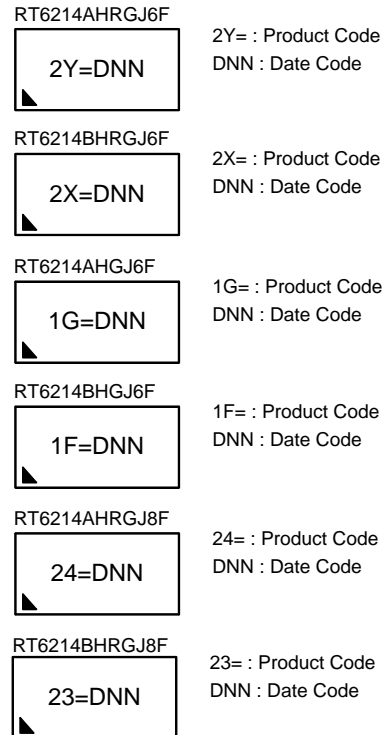 RT6214AHRGJ6F
2Y=DNN
2Y= : Product Code
DNN : Date Code
RT6214BHRGJ6F
2X=DNN
2X= : Product Code
DNN : Date Code
RT6214AHGJ6F
1G=DNN
1G= : Product Code
DNN : Date Code
RT6214BHGJ6F
1F=DNN
1F= : Product Code
DNN : Date Code
RT6214AHRGJ8F
24=DNN
24= : Product Code
DNN : Date Code
RT6214BHRGJ8F
23=DNN
23= : Product Code
DNN : Date Code